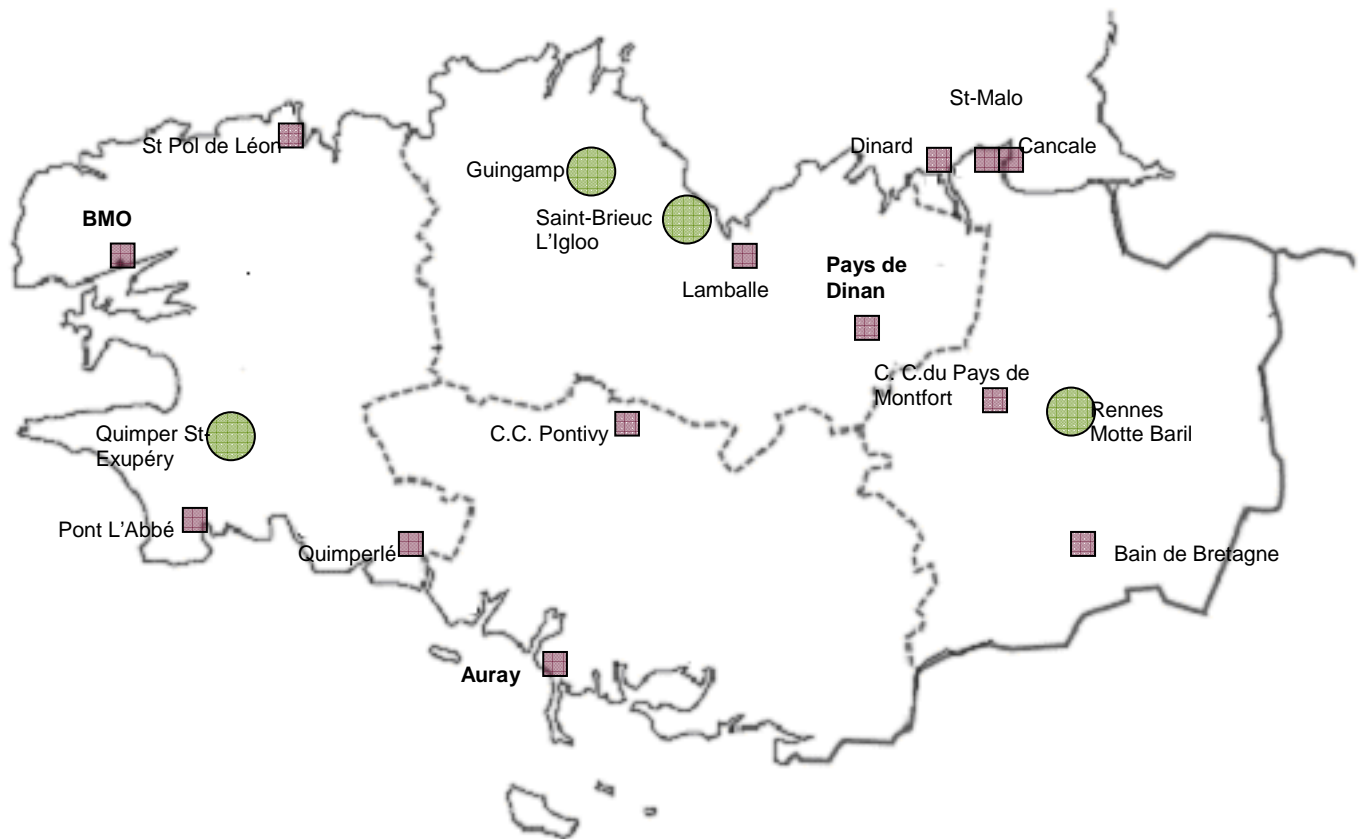 St-Malo
St Pol de Léon
Dinard
Cancale
Guingamp
BMO
Saint-Brieuc
L'Igloo
Pays de
Dinan
Lamballe
C. C.du Pays de
Montfort
Rennes
Motte Baril
Quimper St-
Exupéry
C.C. Pontivy
Pont L'Abbé
Quimperlé
Bain de Bretagne
Auray